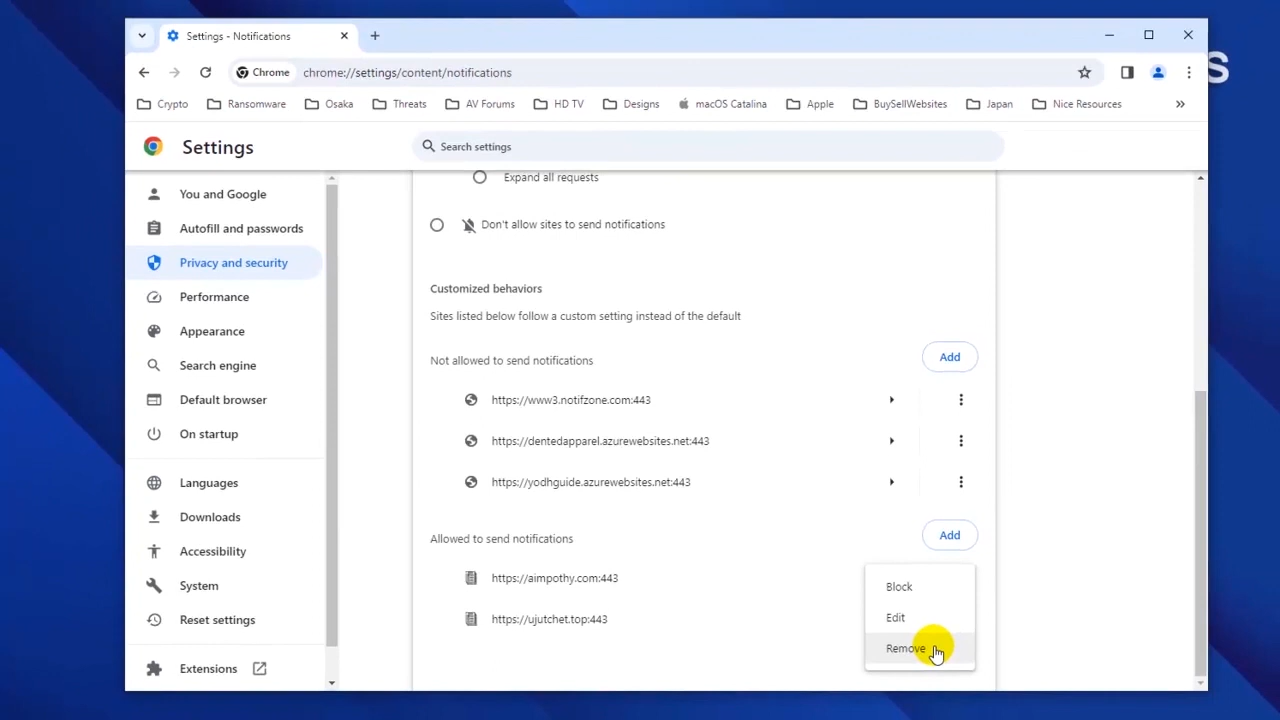 Settings - Notifications
S
Chrome
chrome://settings/content/notifications
Crypto
Ransomware
Osaka
Threats
AV Forums
HD TV
Designs
macOS Catalina
Apple
BuySellWebsites
Japan
Nice Resources
Settings
Search settings
You and Google
Autofill and passwords
Privacy and security
Performance
Appearance
Search engine
Default browser
On startup
Languages
Downloads
Accessibility
System
Reset settings
Extensions
Expand all requests
Don't allow sites to send notifications
Customized behaviors
Sites listed below follow a custom setting instead of the default
Not allowed to send notifications
Add
https://www3.notifzone.com:443
https://dentedapparel.azurewebsites.net:443
https://yodhguide.azurewebsites.net:443
Allowed to send notifications
Add
https://aimpothy.com:443
https://ujutchet.top:443
Block
Edit
Remove